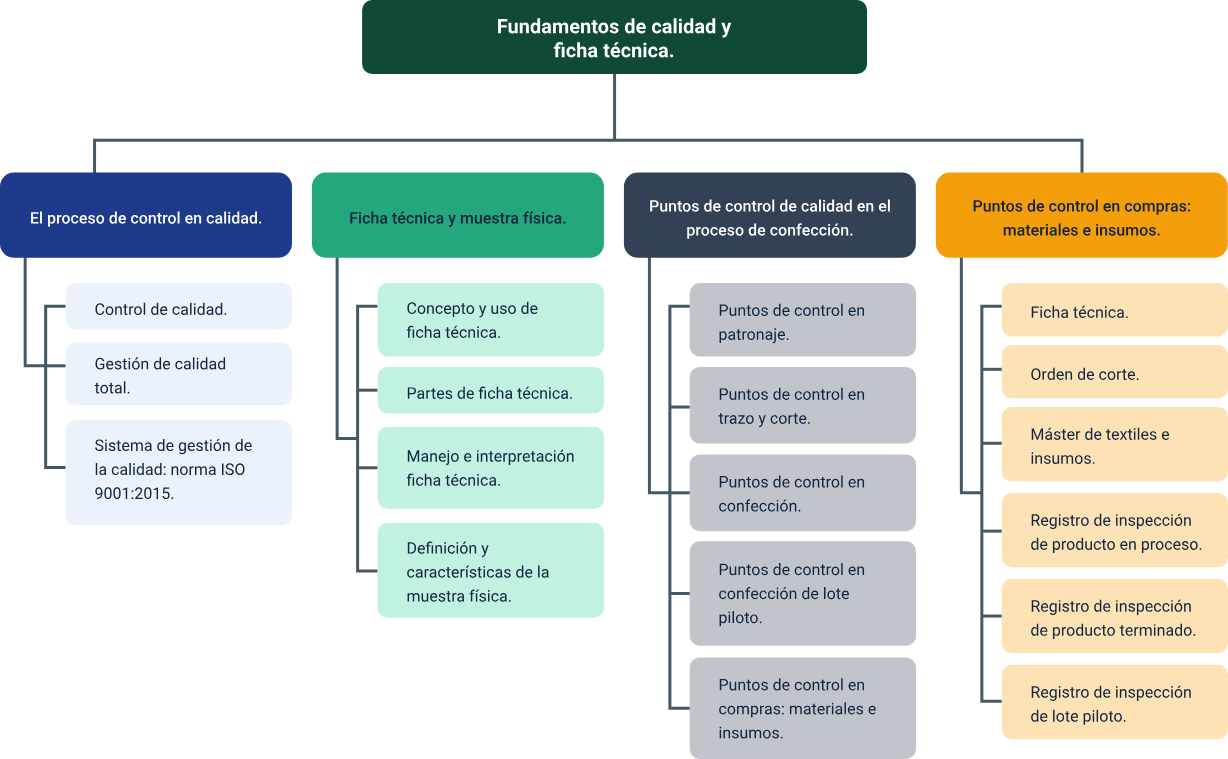 Fundamentos de calidad y
ficha técnica.
El proceso de control en calidad.
Control de calidad.
Gestión de calidad
total.
Sistema de gestión de
la calidad: norma ISO
9001:2015.
Ficha técnica y muestra física.
Concepto y uso de
ficha técnica.
Partes de ficha técnica.
Manejo e interpretación
ficha técnica.
Definición y
características de la
muestra física.
Puntos de control de calidad en el
proceso de confección.
Puntos de control en
patronaje.
Puntos de control en
trazo y corte.
Puntos de control en
confección.
Puntos de control en
confección de lote
piloto.
Puntos de control en
compras: materiales e
insumos.
Puntos de control en compras:
materiales e insumos.
Ficha técnica.
Orden de corte.
Máster de textiles e
insumos.
Registro de inspección
de producto en proceso.
Registro de inspección
de producto terminado.
Registro de inspección
de lote piloto.